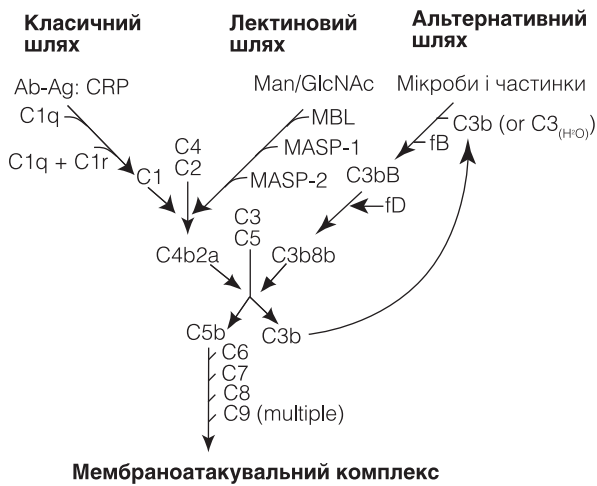 Класичний
шлях
Лектиновий
шлях
Альтернативний
шлях
Ab-Ag: CRP
C1q
C1q + C1r
C1
C4
C2
Man/GlcNAc
MBL
MASP-1
MASP-2
Мікроби і частинки
C3b (or C3(H²O))
fB
C3bB
fD
C3
C5
C4b2a
C3b8b
C5b
C3b
C6
C7
C8
C9 (multiple)
Мембраноатакувальний комплекс